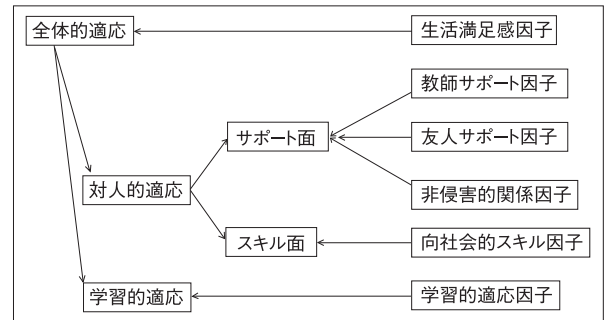 全体的適応
生活満足感因子
教師サポート因子
サポート面
友人サポート因子
対人的適応
非侵害的関係因子
スキル面
向社会的スキル因子
学習的適応
学習的適応因子